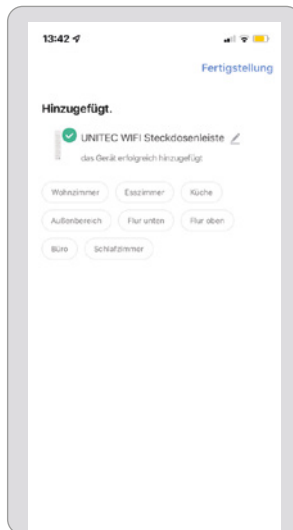 13:42
Fertigstellung
Hinzugefügt.
UNITEC WIFI Steckdosenleiste
das Gerät erfolgreich hinzugefügt
Wohnzimmer Esszimmer Küche
Außenbereich Flur unten Flur oben
Büro Schlafzimmer